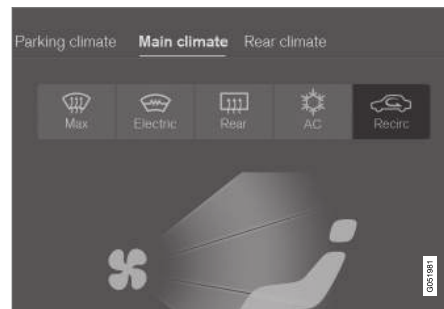 Parking climate Main climate Rear climate
Max Electric Rear AC Recirc
G051981